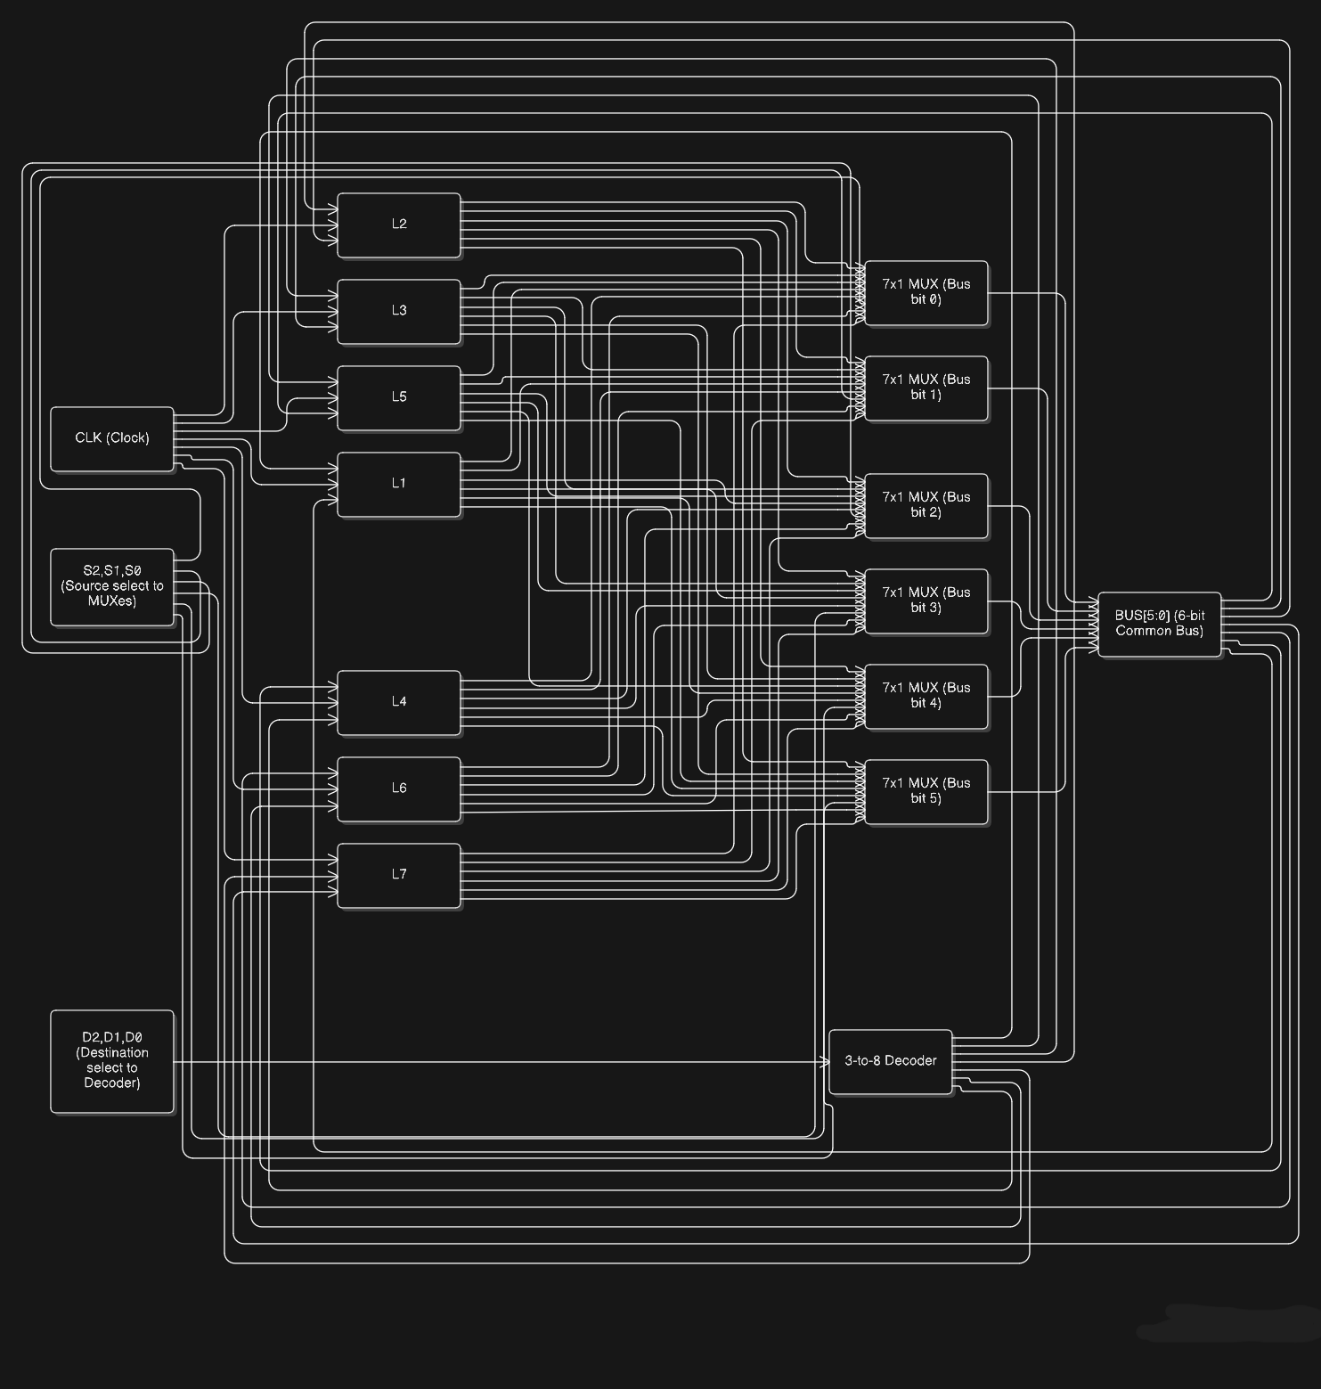 L2
L3
L5
L1
CLK (Clock)
S2,S1,S0
(Source select to
MUXes)
L4
L6
L7
D2,D1,D0
(Destination
select to
Decoder)
7x1 MUX (Bus
bit 0)
7x1 MUX (Bus
bit 1)
7x1 MUX (Bus
bit 2)
7x1 MUX (Bus
bit 3)
7x1 MUX (Bus
bit 4)
7x1 MUX (Bus
bit 5)
3-to-8 Decoder
BUS[5:0] (6-bit
Common Bus)